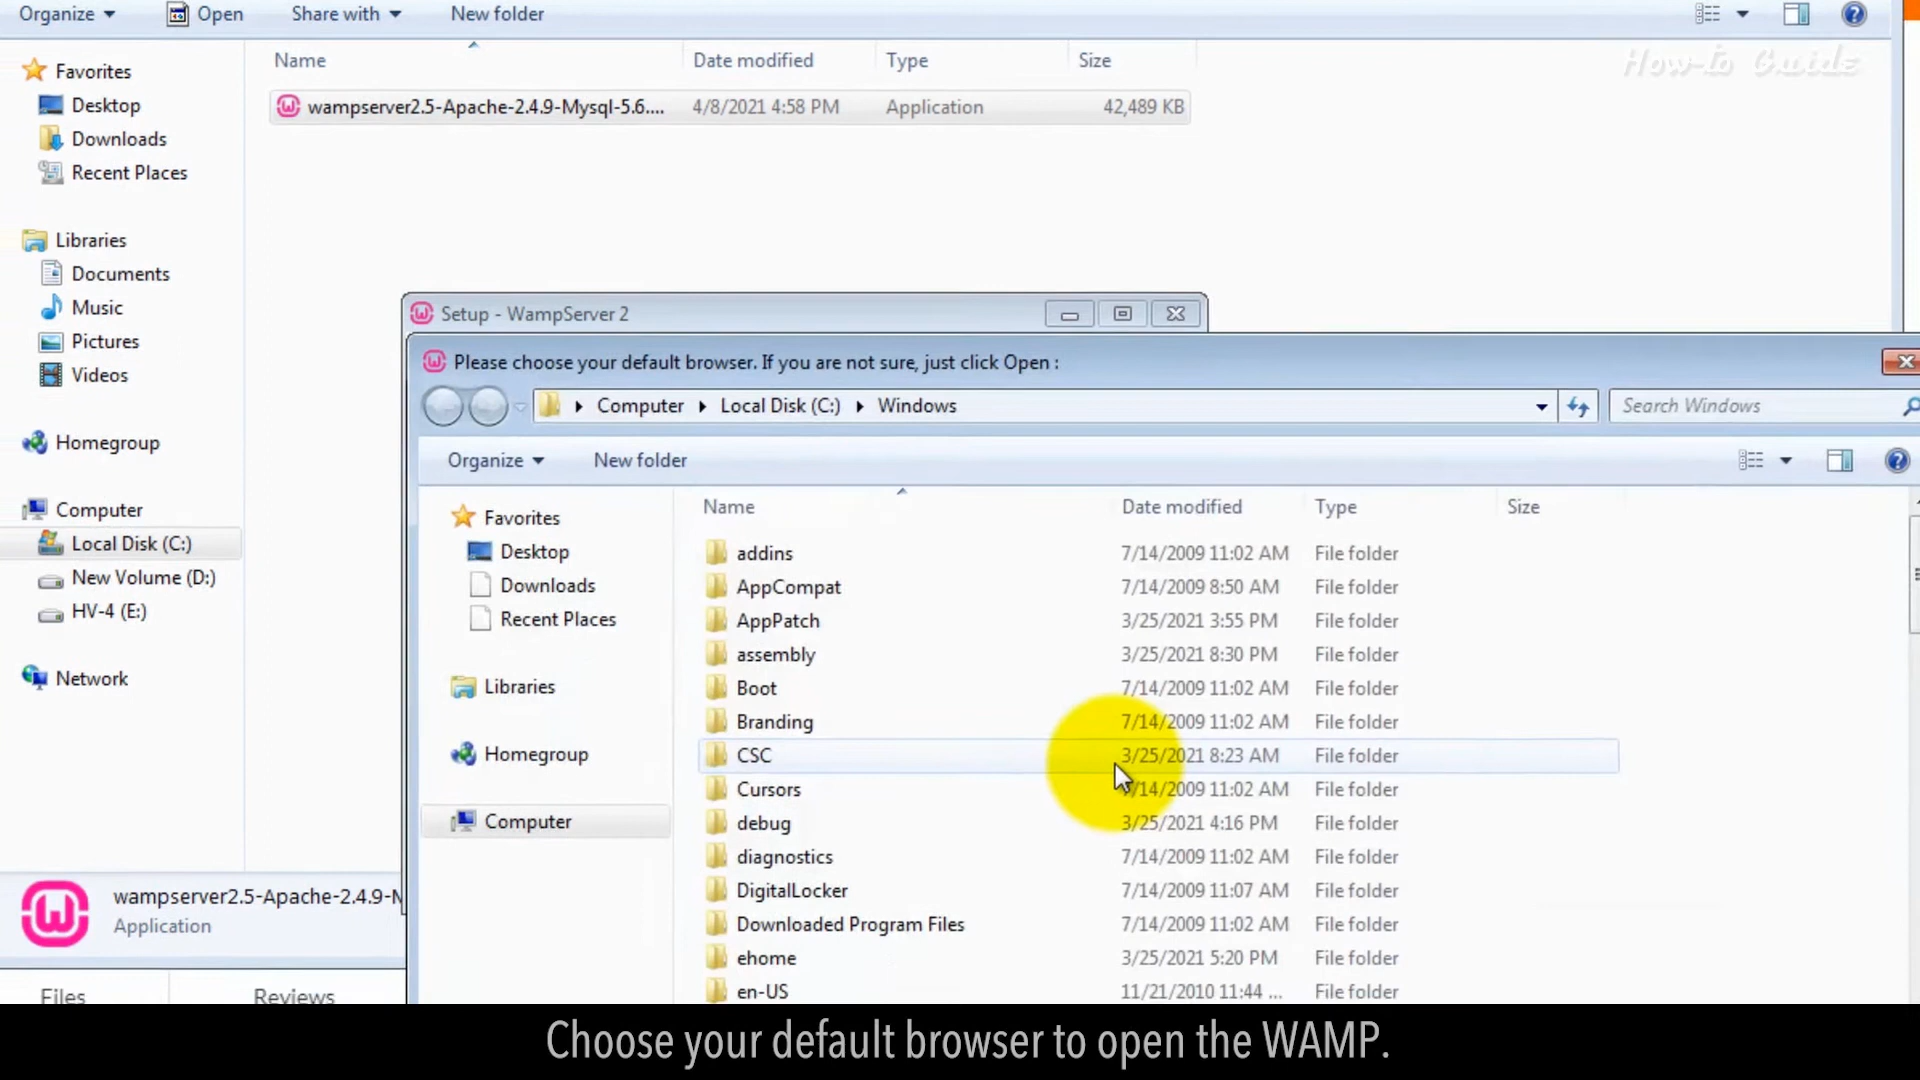 Organize Open Share with New folder
How-to Guide
Name Date modified Type Size
wampserver2.5-Apache-2.4.9-Mysql-5.6.... 4/8/2021 4:58 PM Application 42,489 KB
Favorites
Desktop
Downloads
Recent Places
Libraries
Documents
Music
Pictures
Videos
Homegroup
Computer
Local Disk (C:)
New Volume (D:)
HV-4 (E:)
Network
Setup - WampServer 2
Please choose your default browser. If you are not sure, just click Open :
Computer Local Disk (C:) Windows Search Windows
Organize New folder
Favorites
Desktop
Downloads
Recent Places
Libraries
Homegroup
Computer
Name Date modified Type Size
addins 7/14/2009 11:02 AM File folder
AppCompat 7/14/2009 8:50 AM File folder
AppPatch 3/25/2021 3:55 PM File folder
assembly 3/25/2021 8:30 PM File folder
Boot 7/14/2009 11:02 AM File folder
Branding 7/14/2009 11:02 AM File folder
CSC 3/25/2021 8:23 AM File folder
Cursors 7/14/2009 11:02 AM File folder
debug 3/25/2021 4:16 PM File folder
diagnostics 7/14/2009 11:02 AM File folder
DigitalLocker 7/14/2009 11:07 AM File folder
Downloaded Program Files 7/14/2009 11:02 AM File folder
ehome 3/25/2021 5:20 PM File folder
en-US 11/21/2010 11:44 ... File folder
wampserver2.5-Apache-2.4.9-M
Application
Files Reviews
Choose your default browser to open the WAMP.